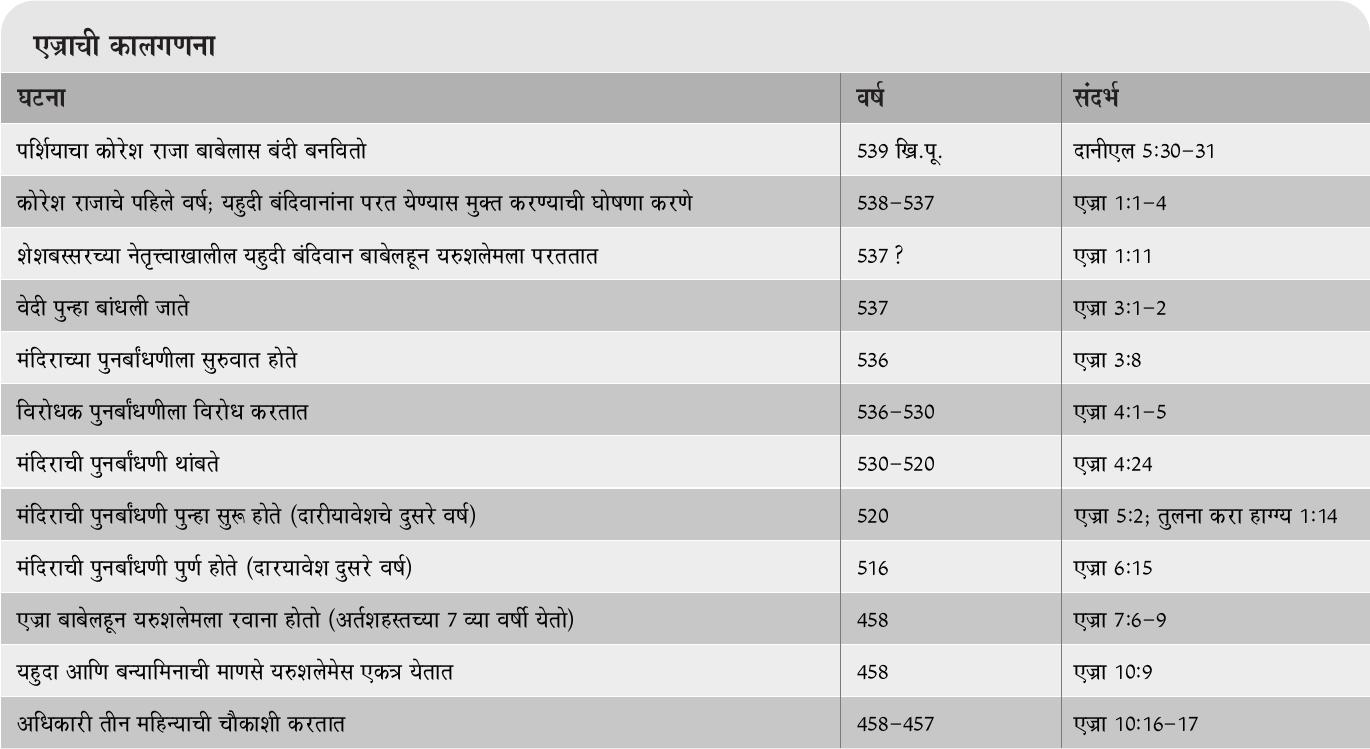 एज्राची कालगणना
घटना वर्ष संदर्भ
पर्शियाचा कोरेश राजा बाबेलास बंदी बनवितो 539 ख्रि.पू. दानीएल 5:30–31
कोरेश राजाचे पहिले वर्ष; यहुदी बंदिवानांना परत येण्यास मुक्त करण्याची घोषणा करणे 538–537 एज्रा 1:1–4
शेशबस्सरच्या नेतृत्त्वाखालील यहुदी बंदिवान बाबेलहून यरुशलेमला परततात 537 ? एज्रा 1:11
वेदी पुन्हा बांधली जाते 537 एज्रा 3:1–2
मंदिराच्या पुनर्बांधणीला सुरुवात होते 536 एज्रा 3:8
विरोधक पुनर्बांधणीला विरोध करतात 536–530 एज्रा 4:1–5
मंदिराची पुनर्बांधणी थांबते 530–520 एज्रा 4:24
मंदिराची पुनर्बांधणी पुन्हा सुरू होते (दारीयावेशचे दुसरे वर्ष) 520 एज्रा 5:2; तुलना करा हाग्ग्य 1:14
मंदिराची पुनर्बांधणी पुर्ण होते (दारयावेश दुसरे वर्ष) 516 एज्रा 6:15
एज्रा बाबेलहून यरुशलेमला रवाना होतो (अर्तशहस्तच्या 7 व्या वर्षी येतो) 458 एज्रा 7:6–9
यहुदा आणि बन्यामिनाची माणसे यरुशलेमेस एकत्र येतात 458 एज्रा 10:9
अधिकारी तीन महिन्याची चौकाशी करतात 458–457 एज्रा 10:16–17